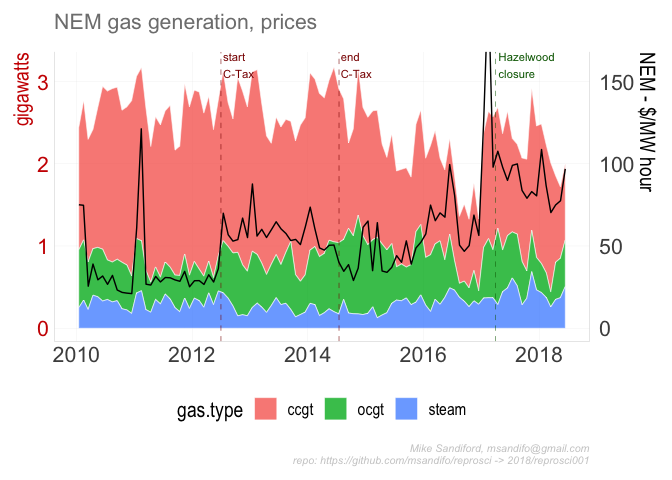 NEM gas generation, prices
gigawatts
NEM - $/MW hour
start
C-Tax
end
C-Tax
Hazelwood
closure
3
2
1
0
150
100
50
0
2010 2012 2014 2016 2018
gas.type ccgt ocgt steam
Mike Sandiford, msandifo@gmail.com
repo: https://github.com/msandifo/reprosci -> 2018/reprosci001